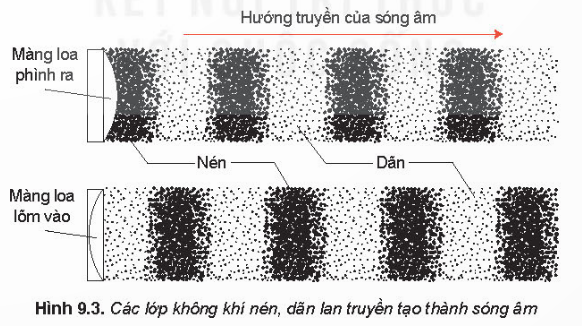 Hướng truyền của sóng âm
Màng loa
phình ra
Nén
Dãn
Màng loa
lõm vào
Hình 9.3. Các lớp không khí nén, dãn lan truyền tạo thành sóng âm